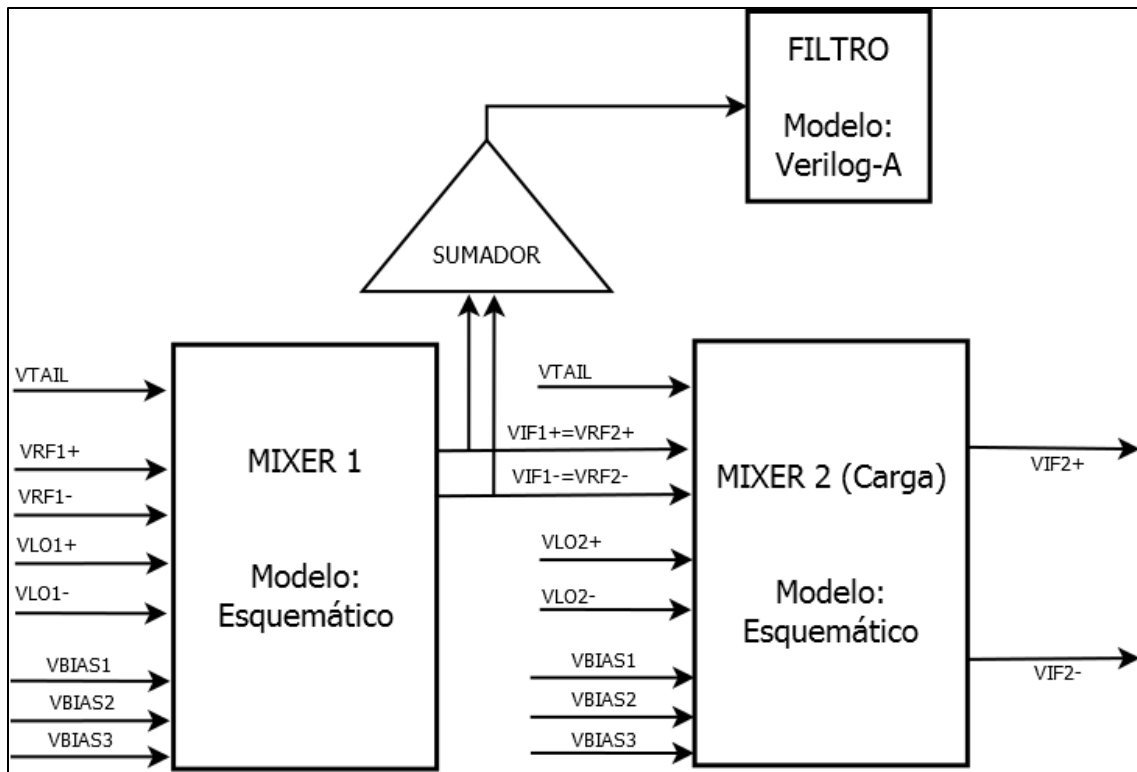 FILTRO
Modelo:
Verilog-A
SUMADOR
VTAIL
VRF1+
VRF1-
VLO1+
VLO1-
VBIAS1
VBIAS2
VBIAS3
MIXER 1
Modelo:
Esquemático
VTAIL
VIF1+=VRF2+
VIF1-=VRF2-
VLO2+
VLO2-
VBIAS1
VBIAS2
VBIAS3
MIXER 2 (Carga)
Modelo:
Esquemático
VIF2+
VIF2-